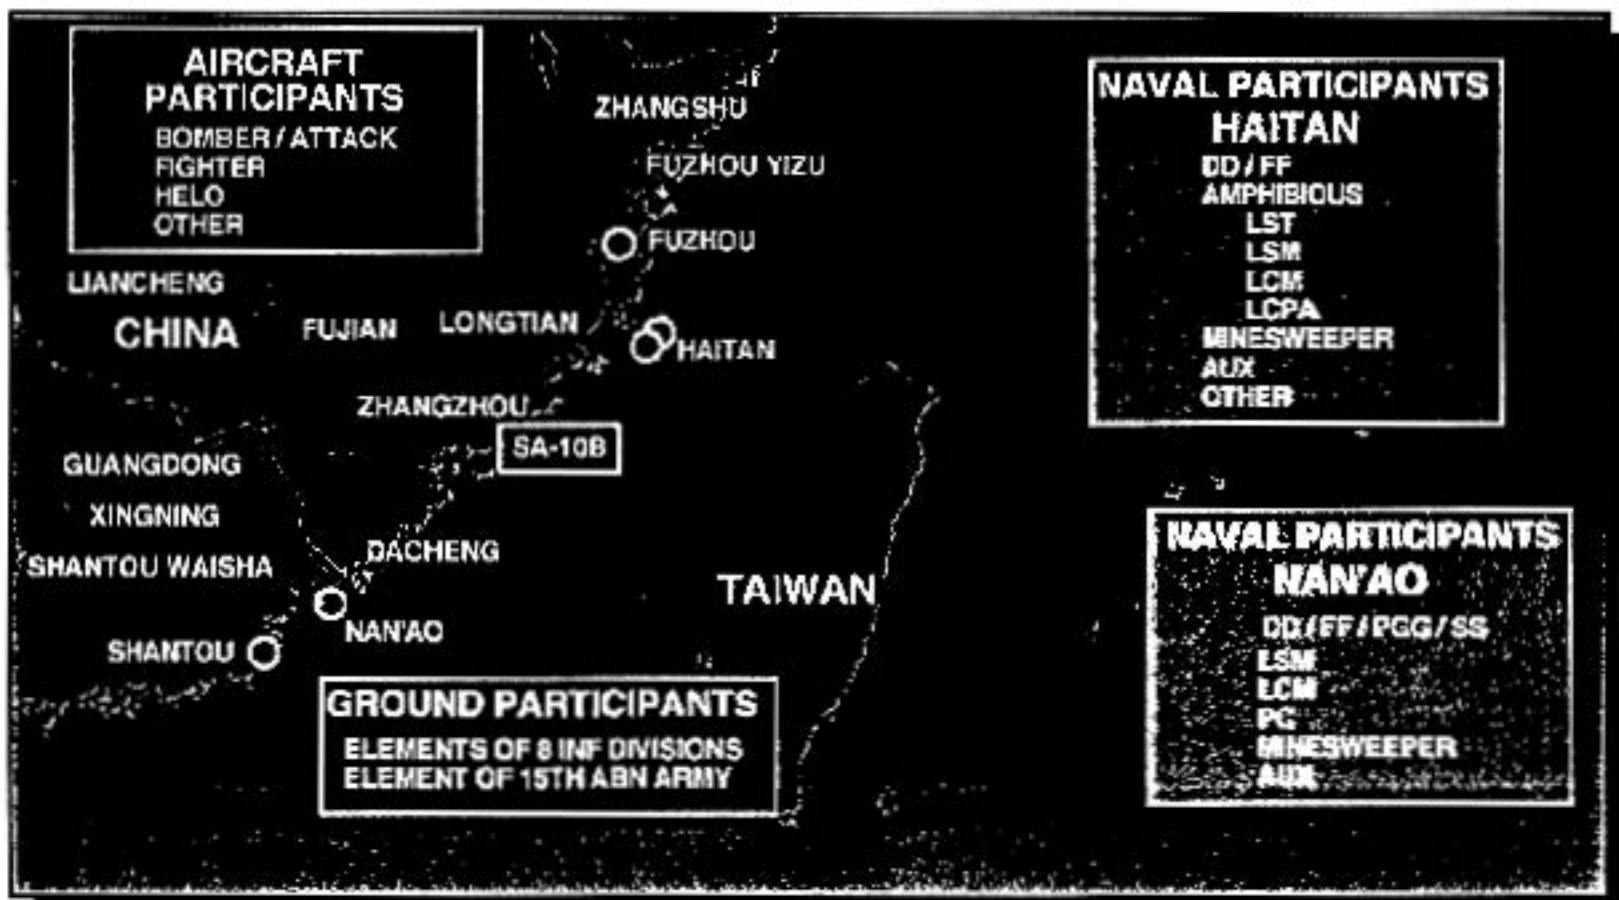 AIRCRAFT
PARTICIPANTS
BOMBER / ATTACK
FIGHTER
HELO
OTHER
ZHANGSHU
FUZHOU YIZU
FUZHOU
LIANCHENG
CHINA
FUJIAN
LONGTIAN
HAITAN
ZHANGZHOU
SA-10B
GUANGDONG
XINGNING
SHANTOU WAISHA
DACHENG
NAN'AO
SHANTOU
TAIWAN
GROUND PARTICIPANTS
ELEMENTS OF 8 INF DIVISIONS
ELEMENT OF 15TH ABN ARMY
NAVAL PARTICIPANTS
HAITAN
DD / FF
AMPHIBIOUS
LST
LSM
LCM
LCPA
MINESWEEPER
AUX
OTHER
NAVAL PARTICIPANTS
NAN'AO
DD / FF / PGG / SS
LSM
LCM
PG
MINESWEEPER
AUX